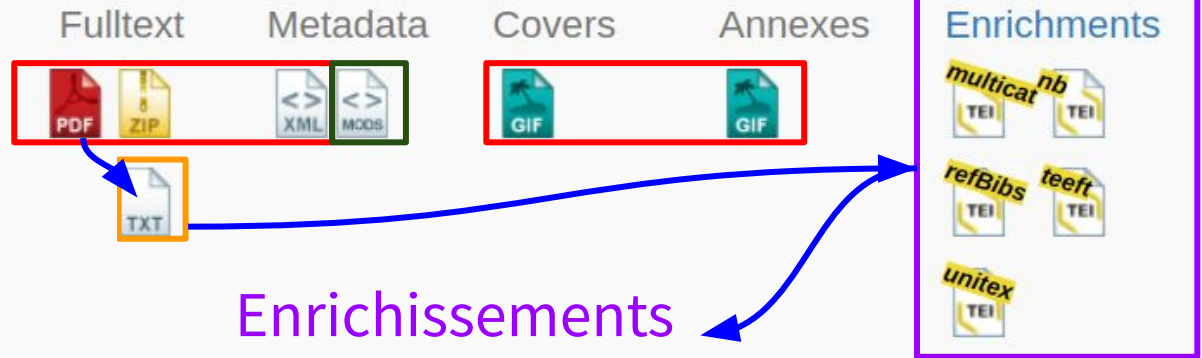 Fulltext Metadata Covers Annexes Enrichments
PDF ZIP <> XML <> MODS GIF GIF
multicat TEI nb TEI
TXT
refBibs TEI teeft TEI
unitex TEI
Enrichissements